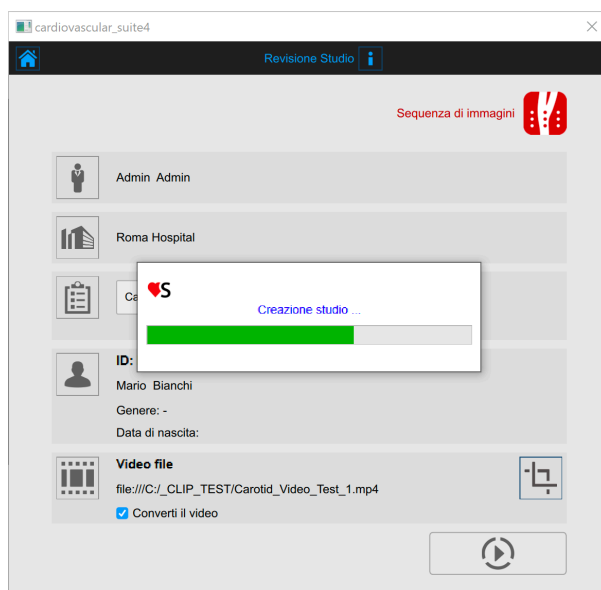 cardiovascular_suite4
Revisione Studio
Sequenza di immagini
Admin Admin
Roma Hospital
Ca
S
Creazione studio ...
ID:
Mario Bianchi
Genere: -
Data di nascita:
Video file
file:///C:/_CLIP_TEST/Carotid_Video_Test_1.mp4
Converti il video